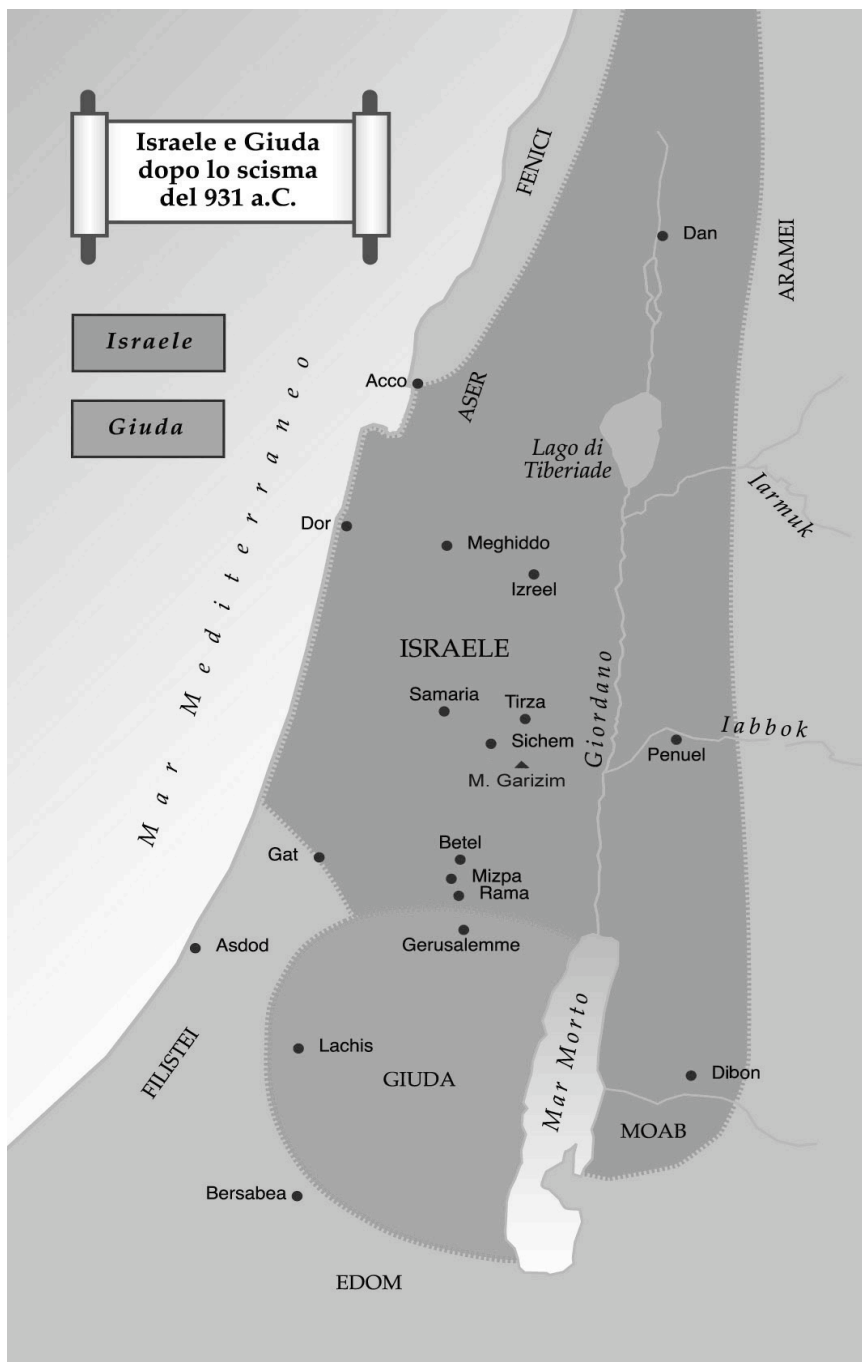 Israele e Giuda
dopo lo scisma
del 931 a.C.
Israele
Giuda
FENICI
ARAMEI
Dan
Acco
ASER
Lago di
Tiberiade
Iarmuk
Mar Mediterraneo
Dor
Meghiddo
Izreel
ISRAELE
Giordano
Samaria
Tirza
Sichem
M. Garizim
Iabbok
Penuel
Gat
Betel
Mizpa
Rama
Asdod
Gerusalemme
FILISTEI
Lachis
GIUDA
Mar Morto
Dibon
MOAB
Bersabea
EDOM